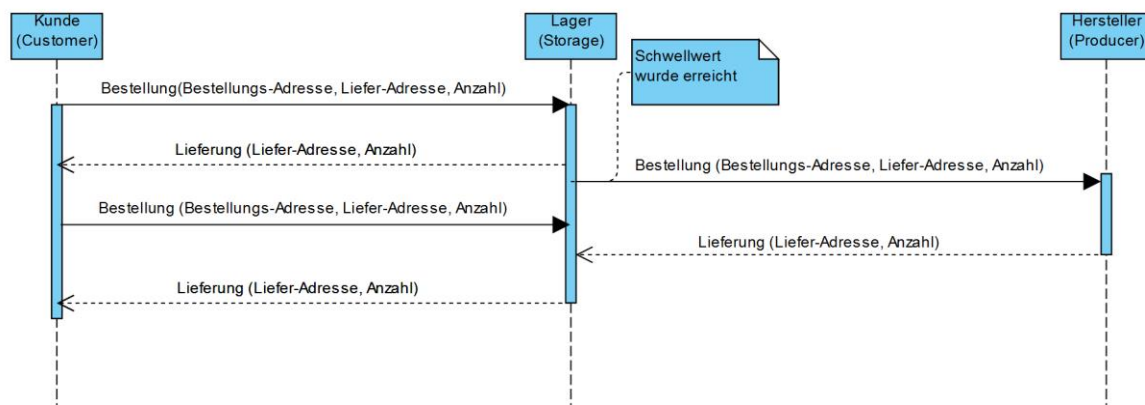 Kunde
(Customer)
Lager
(Storage)
Hersteller
(Producer)
Schwellwert
wurde erreicht
Bestellung(Bestellungs-Adresse, Liefer-Adresse, Anzahl)
Lieferung (Liefer-Adresse, Anzahl)
Bestellung (Bestellungs-Adresse, Liefer-Adresse, Anzahl)
Bestellung (Bestellungs-Adresse, Liefer-Adresse, Anzahl)
Lieferung (Liefer-Adresse, Anzahl)
Lieferung (Liefer-Adresse, Anzahl)